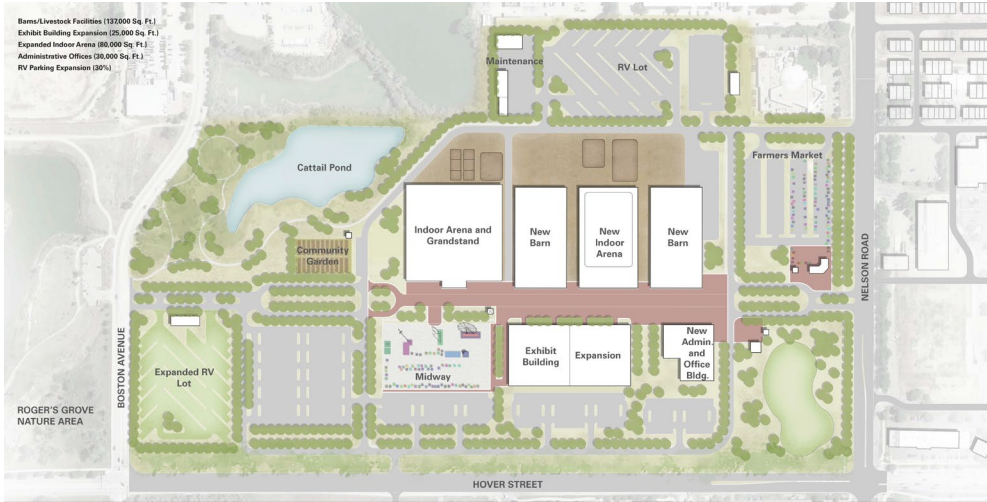 Barns/Livestock Facilities (137,000 Sq. Ft.)
Exhibit Building Expansion (25,000 Sq. Ft.)
Expanded Indoor Arena (80,000 Sq. Ft.)
Administrative Offices (30,000 Sq. Ft.)
RV Parking Expansion (30%)
Maintenance
RV Lot
Cattail Pond
Farmers Market
Indoor Arena and
Grandstand
New
Barn
New
Indoor
Arena
New
Barn
Community
Garden
NELSON ROAD
BOSTON AVENUE
Expanded RV
Lot
Midway
Exhibit
Building
Expansion
New
Admin.
and
Office
Bldg.
ROGER'S GROVE
NATURE AREA
HOVER STREET